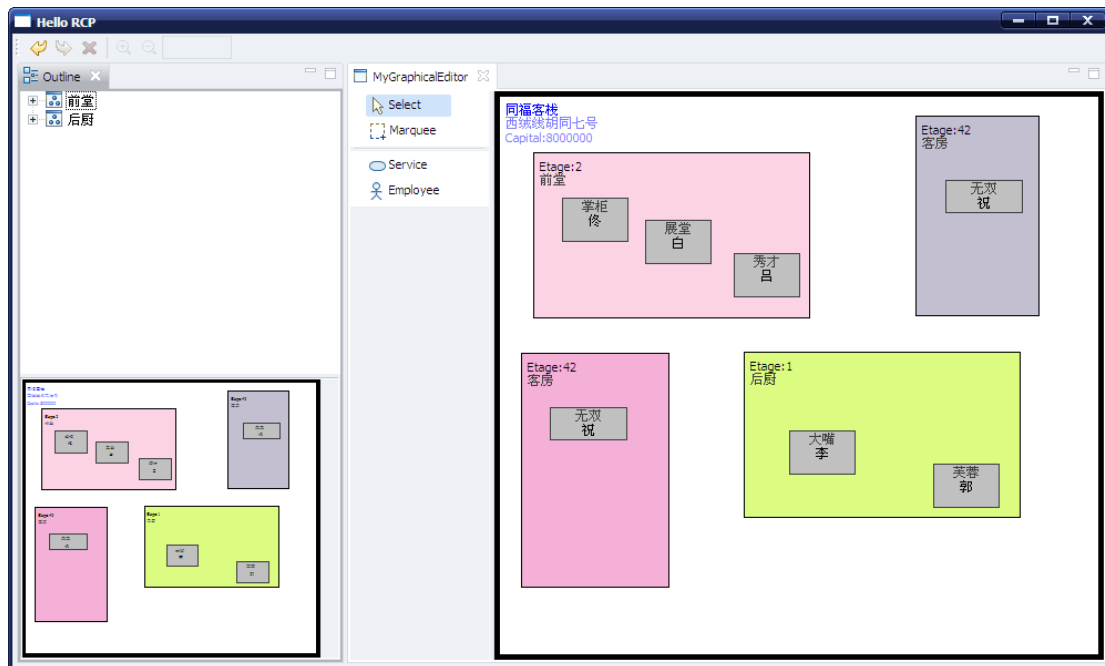 Hello RCP
Outline
前堂
后厨
MyGraphicalEditor
Select
Marquee
Service
Employee
同福客栈
西绒线胡同七号
Capital:8000000
Etage:2
前堂
掌柜
佟
展堂
白
秀才
吕
Etage:42
客房
无双
祝
Etage:42
客房
无双
祝
Etage:1
后厨
大嘴
李
芙蓉
郭